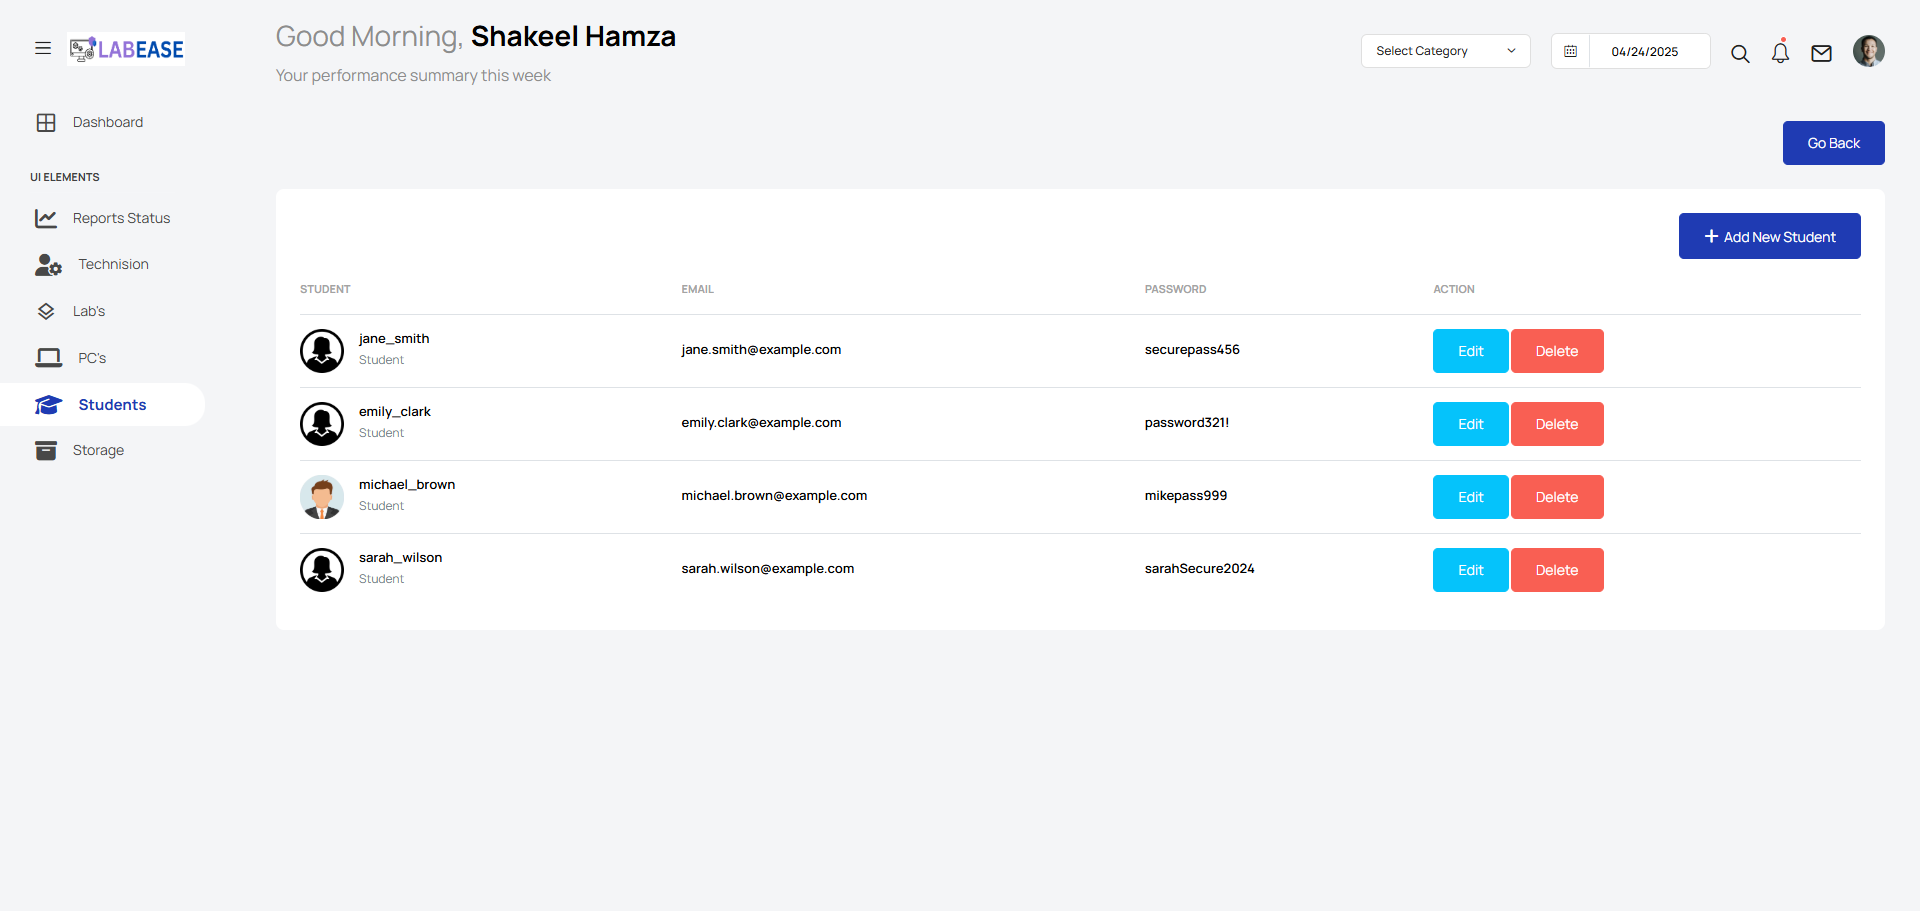 LABEASE
Good Morning, Shakeel Hamza
Your performance summary this week
Select Category
04/24/2025
Dashboard
UI ELEMENTS
Reports Status
Technision
Lab's
PC's
Students
Storage
Go Back
+ Add New Student
STUDENT EMAIL PASSWORD ACTION
jane_smith
Student
jane.smith@example.com securepass456 Edit Delete
emily_clark
Student
emily.clark@example.com password321! Edit Delete
michael_brown
Student
michael.brown@example.com mikepass999 Edit Delete
sarah_wilson
Student
sarah.wilson@example.com sarahSecure2024 Edit Delete